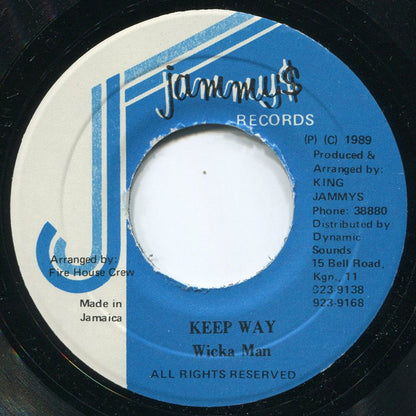 jammy$
RECORDS
(P) (C) 1989
Produced &
Arranged by:
KING
JAMMYS
Phone: 38880
Distributed by
Dynamic
Sounds
15 Bell Road,
Kgn., 11
923-9138
923-9168
Arranged by:
Fire House Crew
Made in
Jamaica
KEEP WAY
Wicka Man
ALL RIGHTS RESERVED